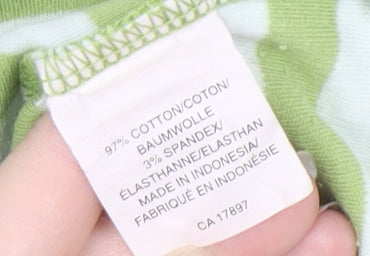 97% COTTON/COTON/
BAUMWOLLE
3% SPANDEX/
ÉLASTHANNE/ELASTHAN
MADE IN INDONESIA/
FABRIQUÉ EN INDONÉSIE
CA 17897